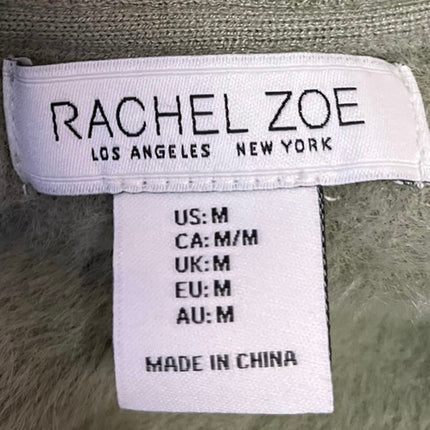 RACHEL ZOE
LOS ANGELES NEW YORK
US: M
CA: M/M
UK: M
EU: M
AU: M
MADE IN CHINA